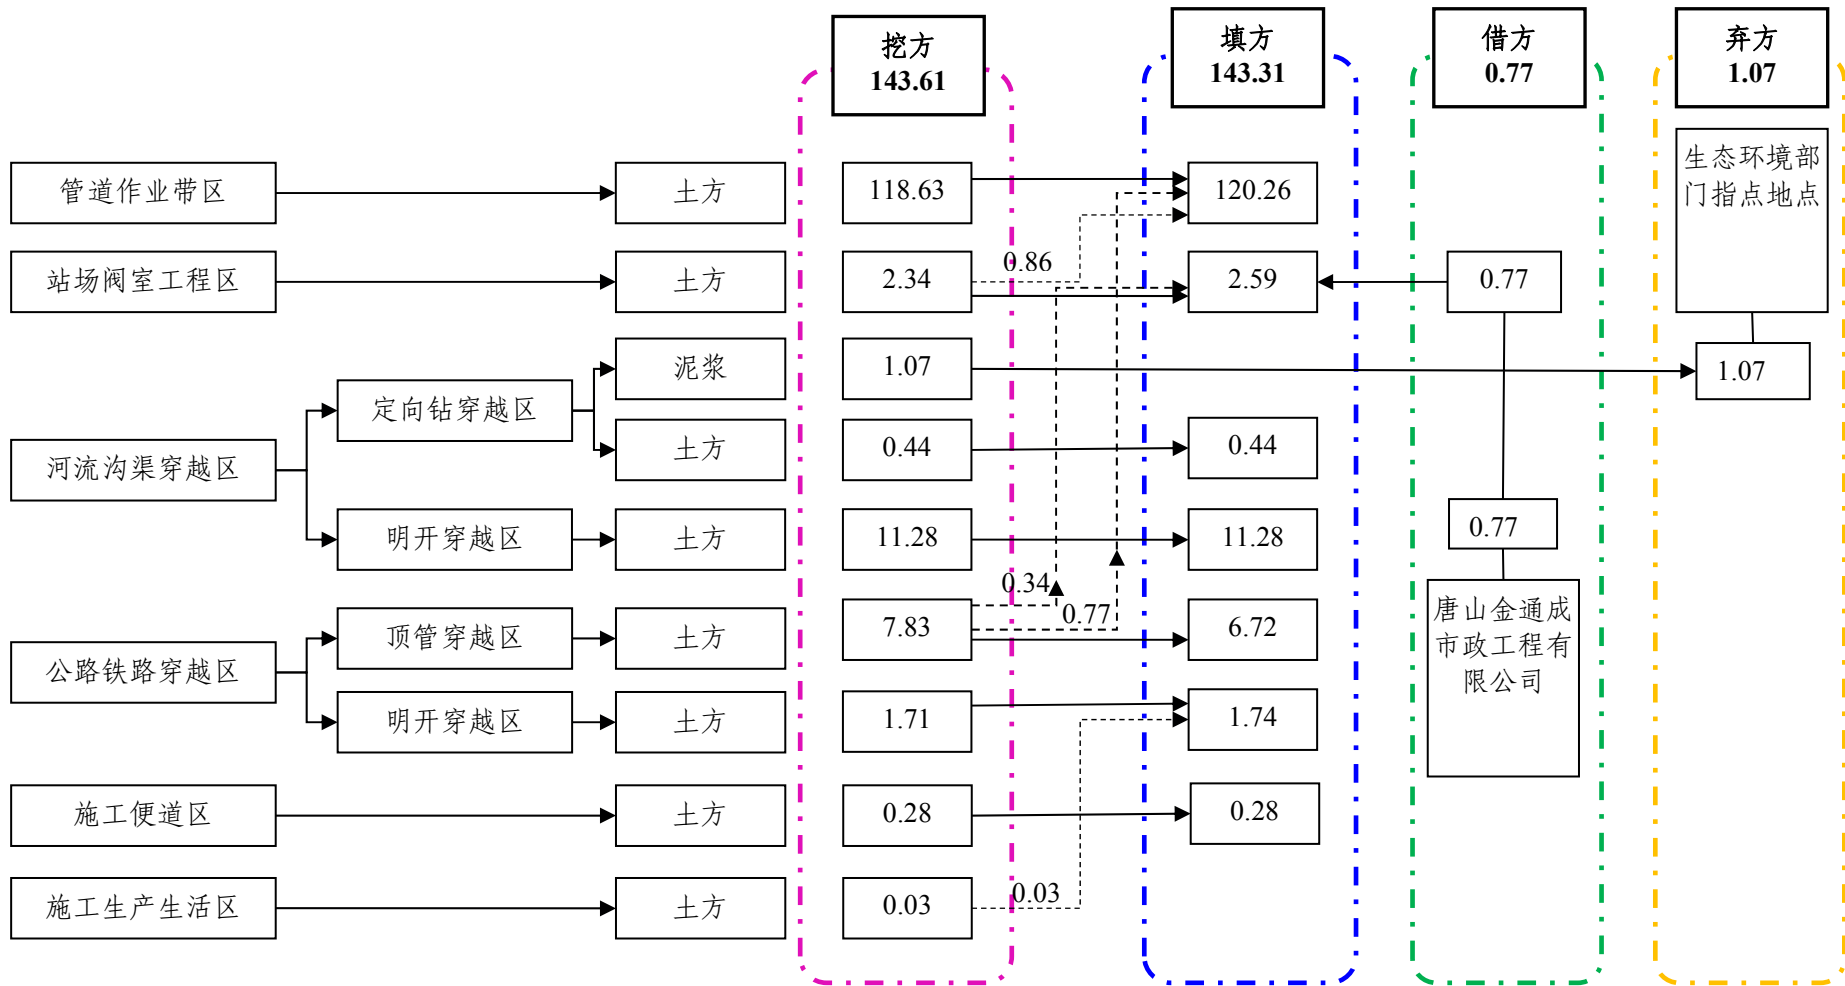 挖方
143.61
填方
143.31
借方
0.77
弃方
1.07
管道作业带区
土方
118.63
120.26
生态环境部
门指点地点
站场阀室工程区
土方
2.34
0.86
2.59
0.77
河流沟渠穿越区
定向钻穿越区
泥浆
1.07
1.07
土方
0.44
0.44
明开穿越区
土方
11.28
11.28
0.77
公路铁路穿越区
顶管穿越区
土方
7.83
0.34
0.77
6.72
唐山金通成
市政工程有
限公司
明开穿越区
土方
1.71
1.74
施工便道区
土方
0.28
0.28
施工生产生活区
土方
0.03
0.03